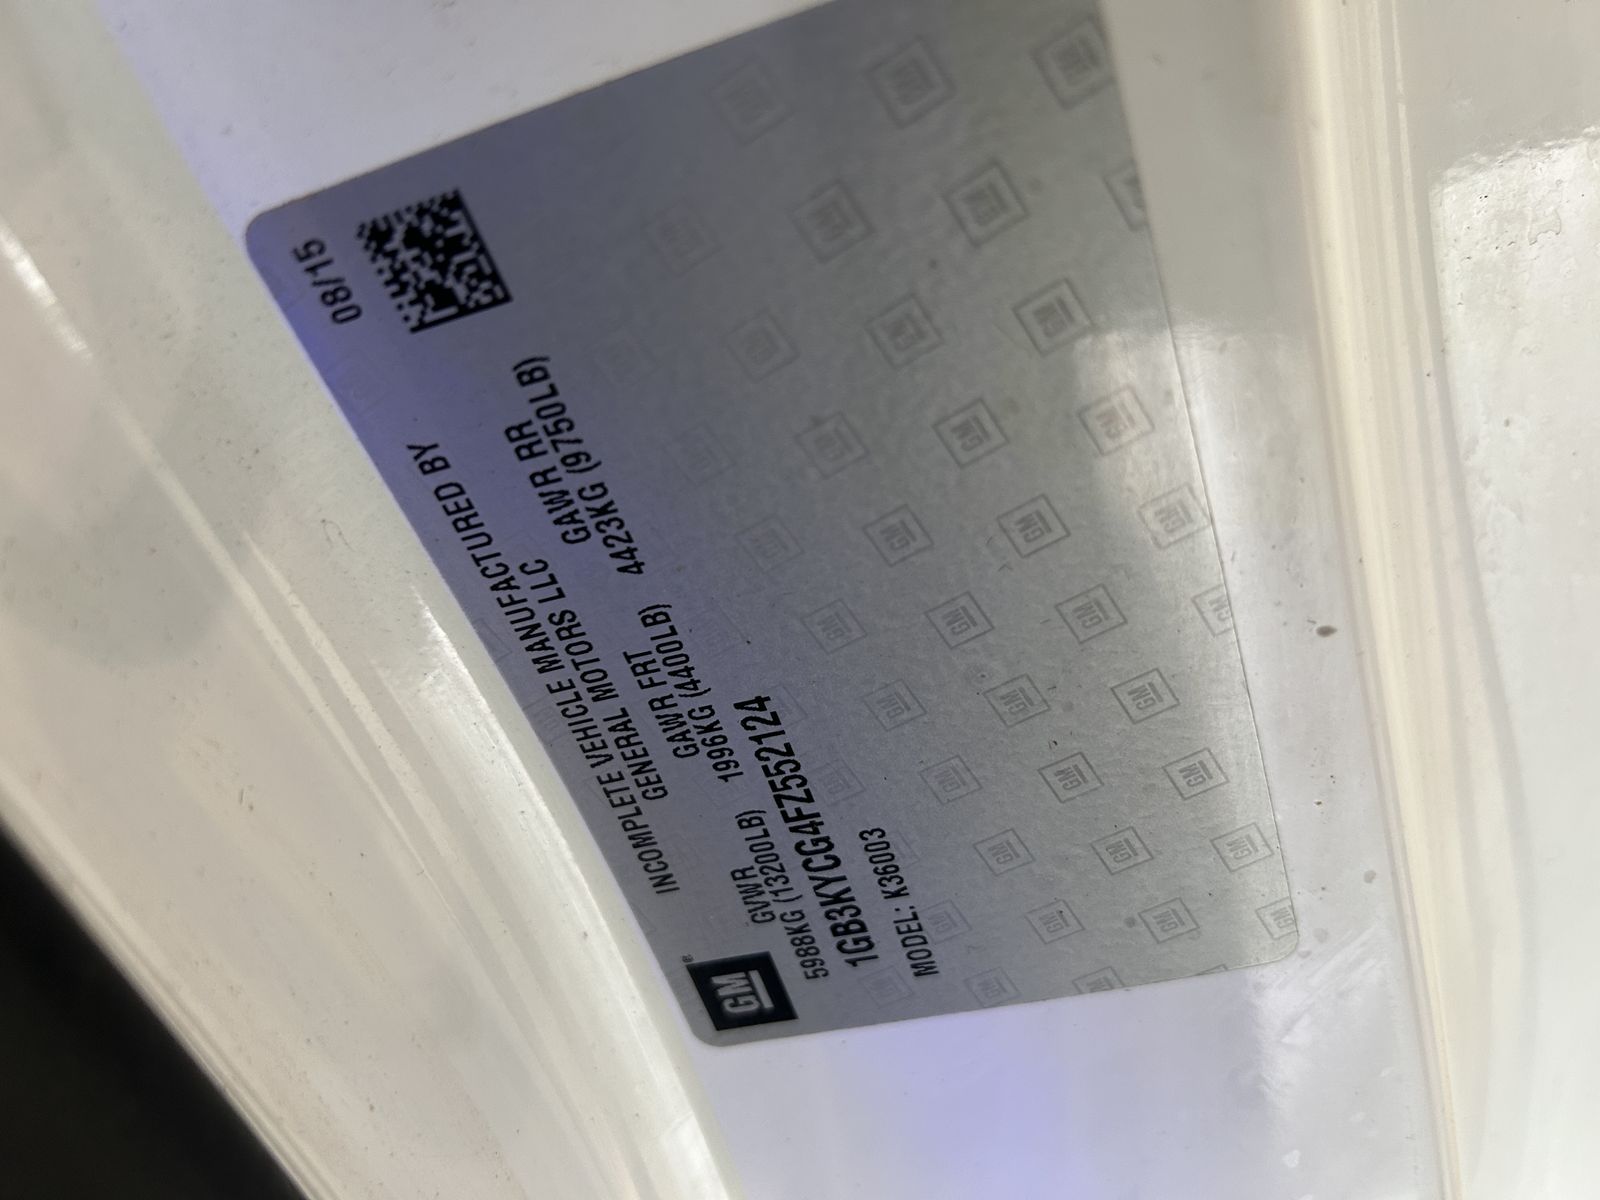 08/15
INCOMPLETE VEHICLE MANUFACTURED BY
GENERAL MOTORS LLC
GM®
GVWR GAWR FRT GAWR RR
5988KG (13200LB) 1996KG (4400LB) 4423KG (9750LB)
1GB3KYCG4FZ552124
MODEL: K36003